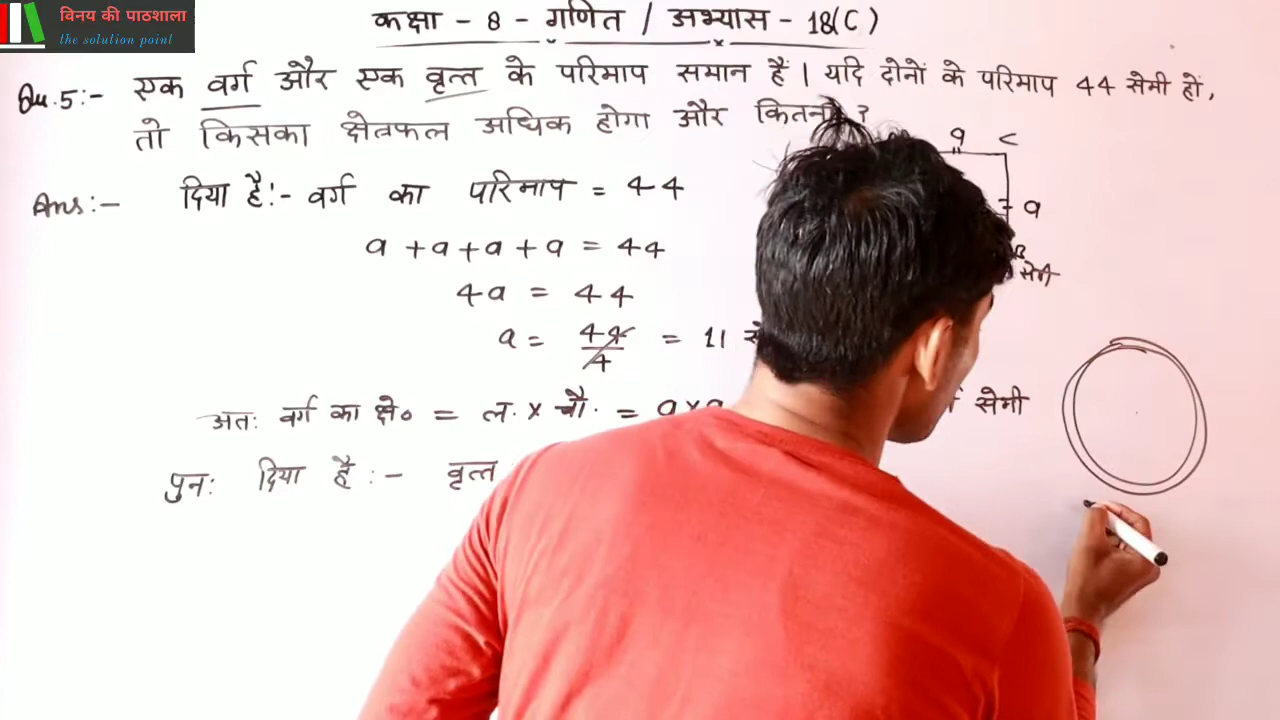 विनय की पाठशाला
the solution point
कक्षा - 8 - गणित / अभ्यास - 18(C)
Qu.5:- एक वर्ग और एक वृत्त के परिमाप समान हैं । यदि दोनों के परिमाप 44 सेमी हों,
तो किसका क्षेत्रफल अधिक होगा और कितना ?
a C
Ans:- दिया है:- वर्ग का परिमाप = 44
a
a + a + a + a = 44
B
सेमी
4a = 44
a = 44/4 = 11
अतः वर्ग का क्षे० = ल. × चौ. = a×a सेमी
पुनः दिया है :- वृत्त